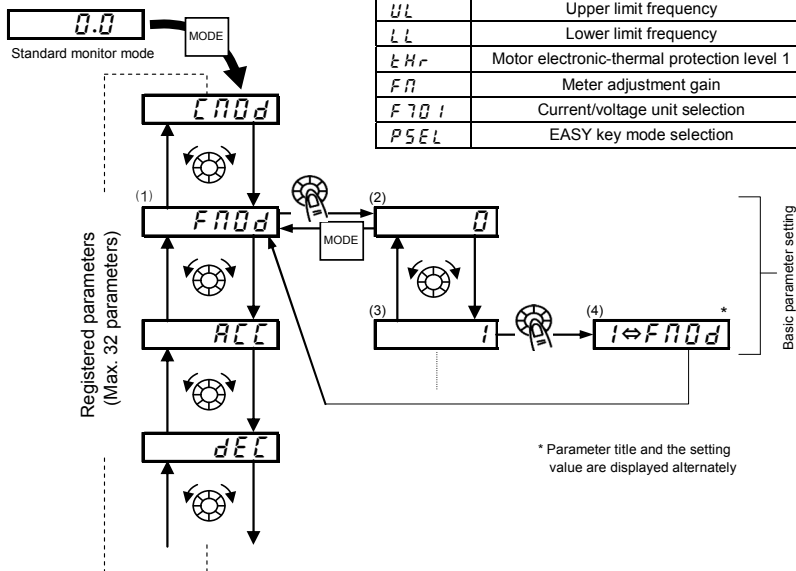 0.0
MODE
Standard monitor mode
UL Upper limit frequency
LL Lower limit frequency
tHr Motor electronic-thermal protection level 1
FM Meter adjustment gain
F701 Current/voltage unit selection
PSEL EASY key mode selection
CMOd
(1)
FMOd
MODE
(2)
0
ACC
(3)
1
(4)
1⇔FMOd
*
dEC
Registered parameters
(Max. 32 parameters)
Basic parameter setting
* Parameter title and the setting
value are displayed alternately